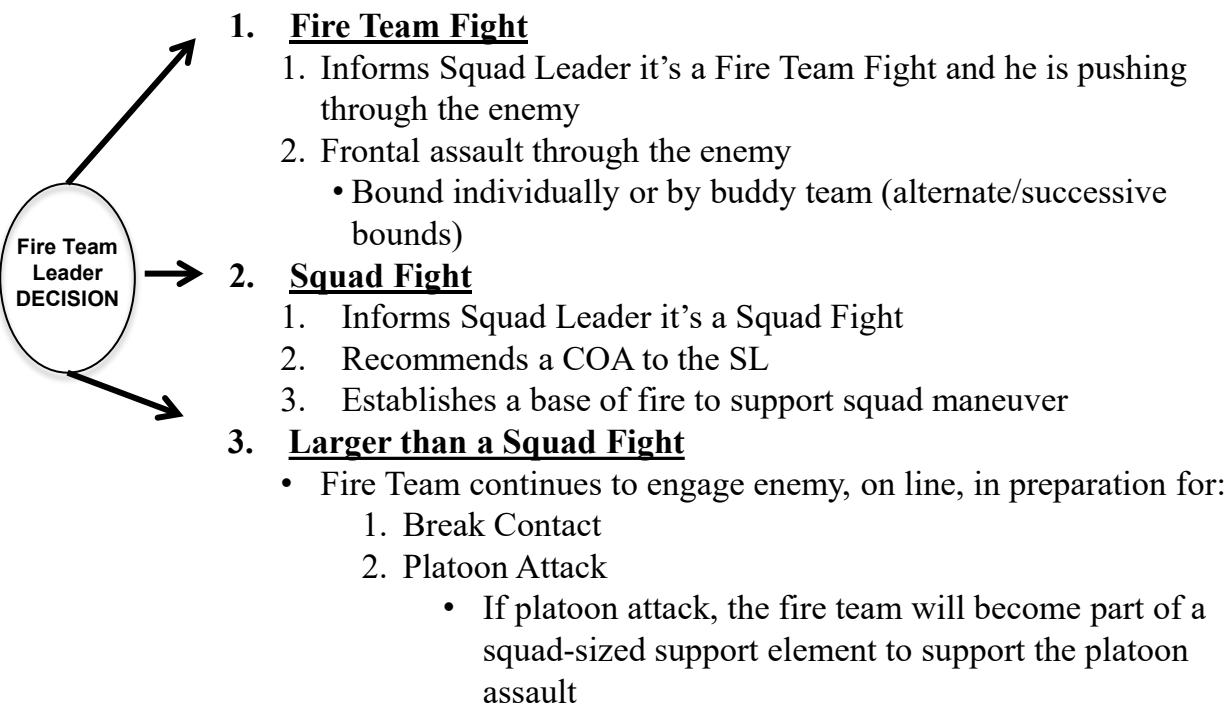 1. Fire Team Fight
1. Informs Squad Leader it’s a Fire Team Fight and he is pushing
through the enemy
2. Frontal assault through the enemy
• Bound individually or by buddy team (alternate/successive
bounds)
Fire Team
Leader
DECISION
2. Squad Fight
1. Informs Squad Leader it’s a Squad Fight
2. Recommends a COA to the SL
3. Establishes a base of fire to support squad maneuver
3. Larger than a Squad Fight
• Fire Team continues to engage enemy, on line, in preparation for:
1. Break Contact
2. Platoon Attack
• If platoon attack, the fire team will become part of a
squad-sized support element to support the platoon
assault